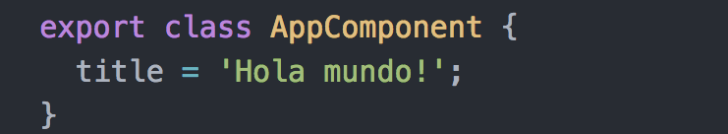 export class AppComponent {
  title = 'Hola mundo!';
}